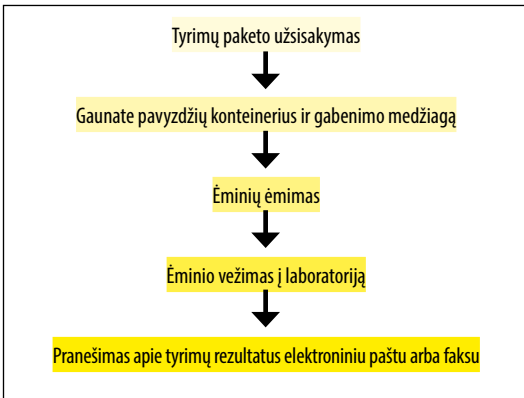 Tyrimų paketo užsisakymas
Gaunate pavyzdžių konteinerius ir gabenimo medžiagą
Ėminių ėmimas
Ėminio vežimas į laboratoriją
Pranešimas apie tyrimų rezultatus elektroniniu paštu arba faksu